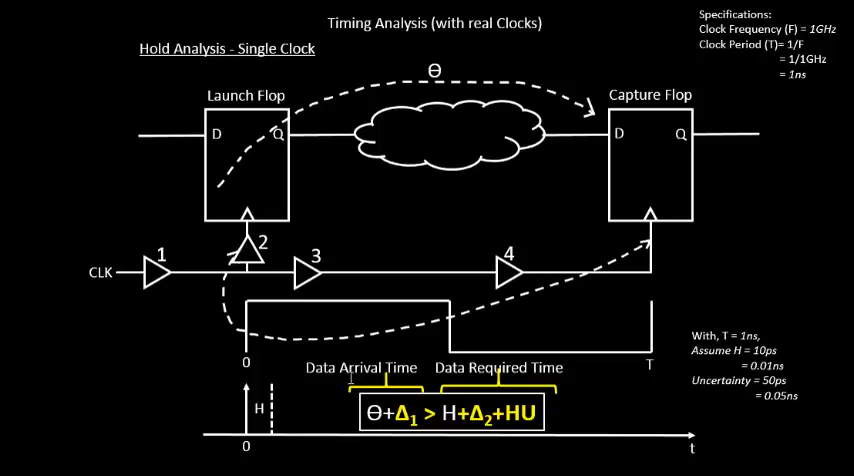 Timing Analysis (with real Clocks)
Specifications:
Clock Frequency (F) = 1GHz
Clock Period (T)= 1/F
= 1/1GHz
= 1ns
Hold Analysis - Single Clock
Ɵ
Launch Flop
Capture Flop
D Q
D Q
1
2
3
4
CLK
0
T
With, T = 1ns,
Assume H = 10ps
= 0.01ns
Uncertainty = 50ps
= 0.05ns
Data Arrival Time
Data Required Time
H
Ɵ+Δ1 > H+Δ2+HU
0
t